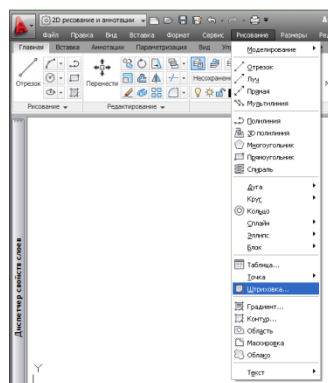 2D рисование и аннотации
Файл Правка Вид Вставка Формат Сервис Рисование Размеры
Главная Вставка Аннотации Параметризация Вид
Отрезок
Перенести
Рисование
Редактирование
Моделирование
Отрезок
Луч
Прямая
Мультилиния
Полилиния
3D полилиния
Многоугольник
Прямоугольник
Спираль
Дуга
Круг
Кольцо
Сплайн
Эллипс
Блок
Таблица...
Точка
Штриховка...
Градиент...
Контур...
Область
Маскировка
Облако
Текст
Диспетчер свойств слоев
Y